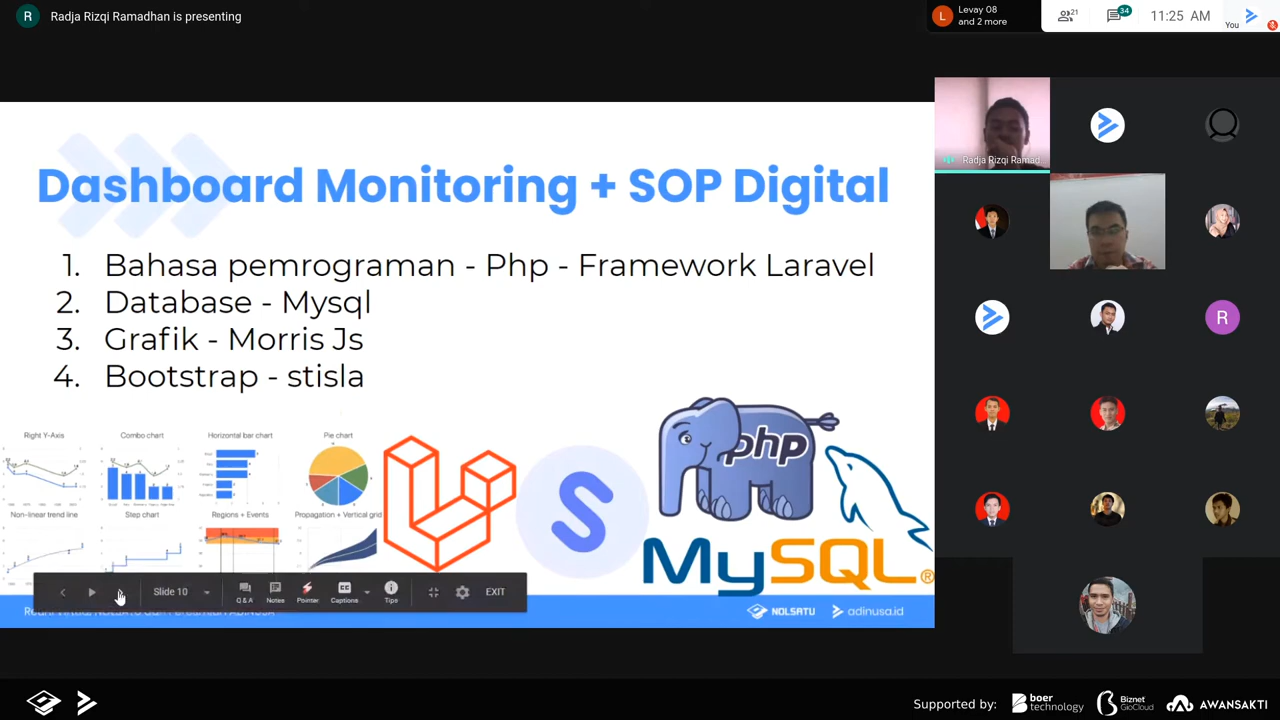 Radja Rizqi Ramadhan is presenting
Levay 08
and 2 more
21
34
11:25 AM
You
Dashboard Monitoring + SOP Digital
1. Bahasa pemrograman - Php - Framework Laravel
2. Database - Mysql
3. Grafik - Morris Js
4. Bootstrap - stisla
Right Y-Axis
Combo chart
Horizontal bar chart
Pie chart
Non-linear trend line
Step chart
Regions + Events
Propagation + Vertical grid
php
MySQL®
Slide 10
Q & A
Notes
Pointer
Captions
Tips
EXIT
NOLSATU
adinusa.id
Radja Rizqi Ramad...
R
R
L
Supported by:
boer technology
Biznet GioCloud
AWANSAKTI